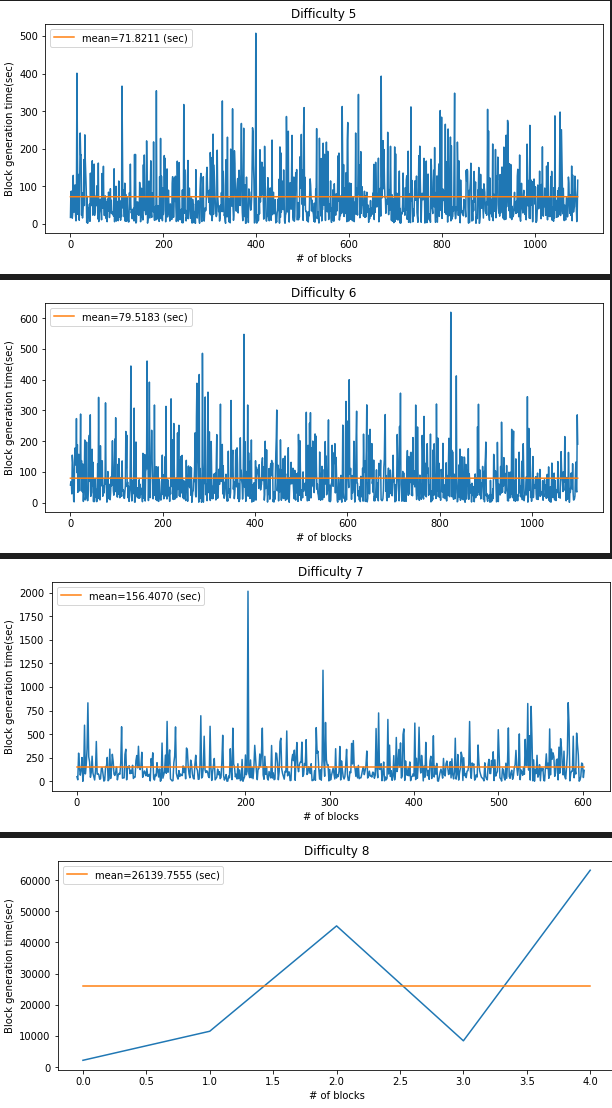 Difficulty 5
mean=71.8211 (sec)
Block generation time(sec)
500
400
300
200
100
0
0 200 400 600 800 1000
# of blocks
Difficulty 6
mean=79.5183 (sec)
Block generation time(sec)
600
500
400
300
200
100
0
0 200 400 600 800 1000
# of blocks
Difficulty 7
mean=156.4070 (sec)
Block generation time(sec)
2000
1750
1500
1250
1000
750
500
250
0
0 100 200 300 400 500 600
# of blocks
Difficulty 8
mean=26139.7555 (sec)
Block generation time(sec)
60000
50000
40000
30000
20000
10000
0
0.0 0.5 1.0 1.5 2.0 2.5 3.0 3.5 4.0
# of blocks